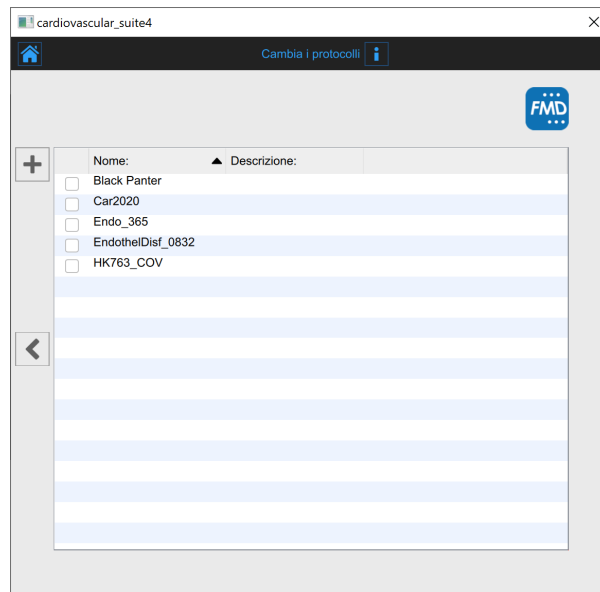 cardiovascular_suite4
Cambia i protocolli
FMD
Nome: Descrizione:
Black Panter
Car2020
Endo_365
EndothelDisf_0832
HK763_COV